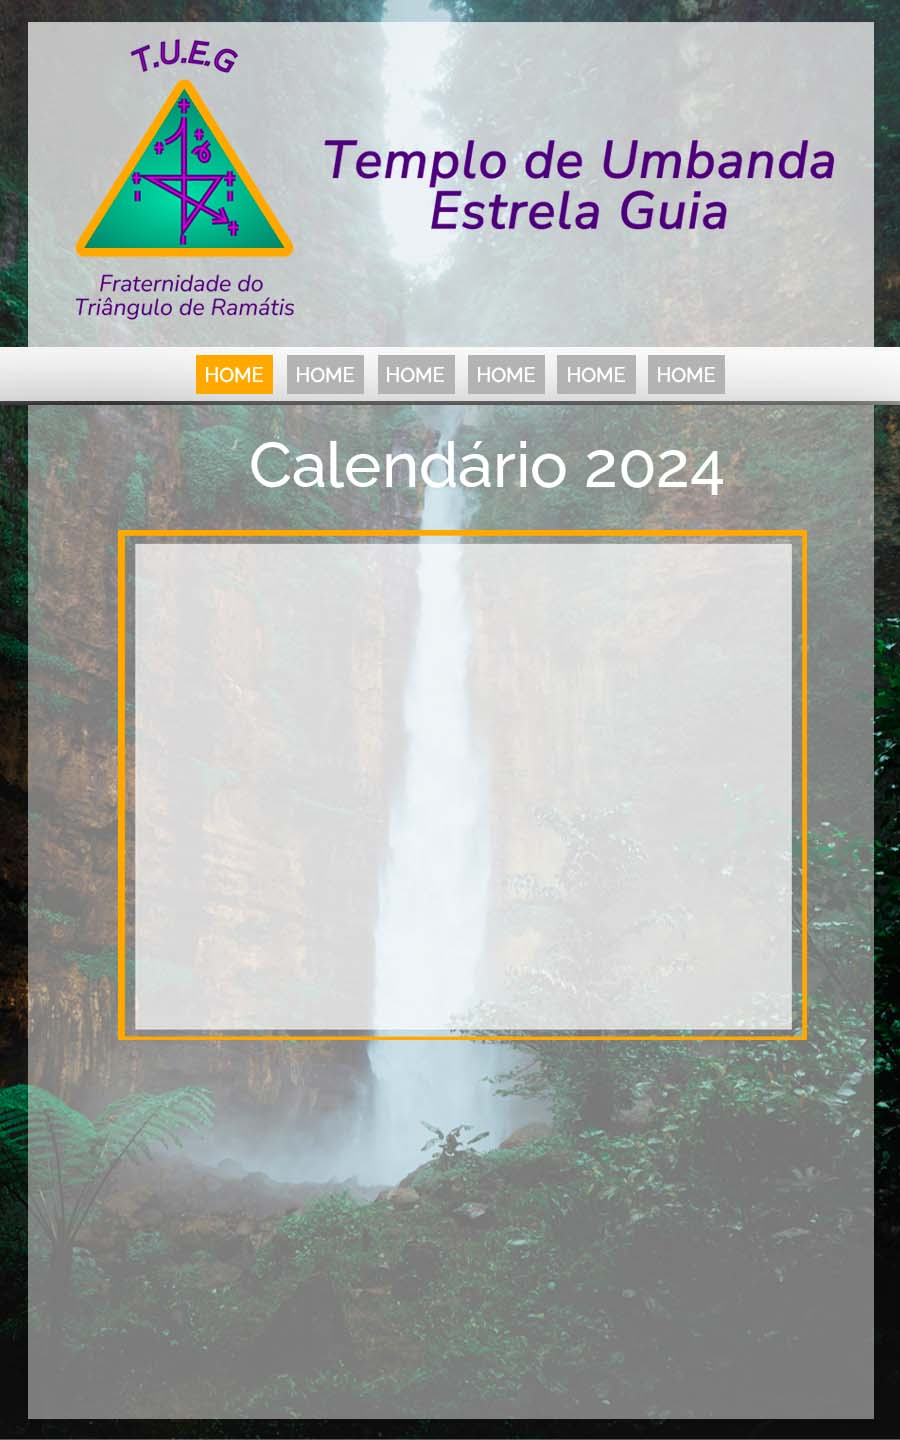 T.U.E.G
Templo de Umbanda
Estrela Guia
Fraternidade do
Triângulo de Ramátis
HOME HOME HOME HOME HOME HOME
Calendário 2024